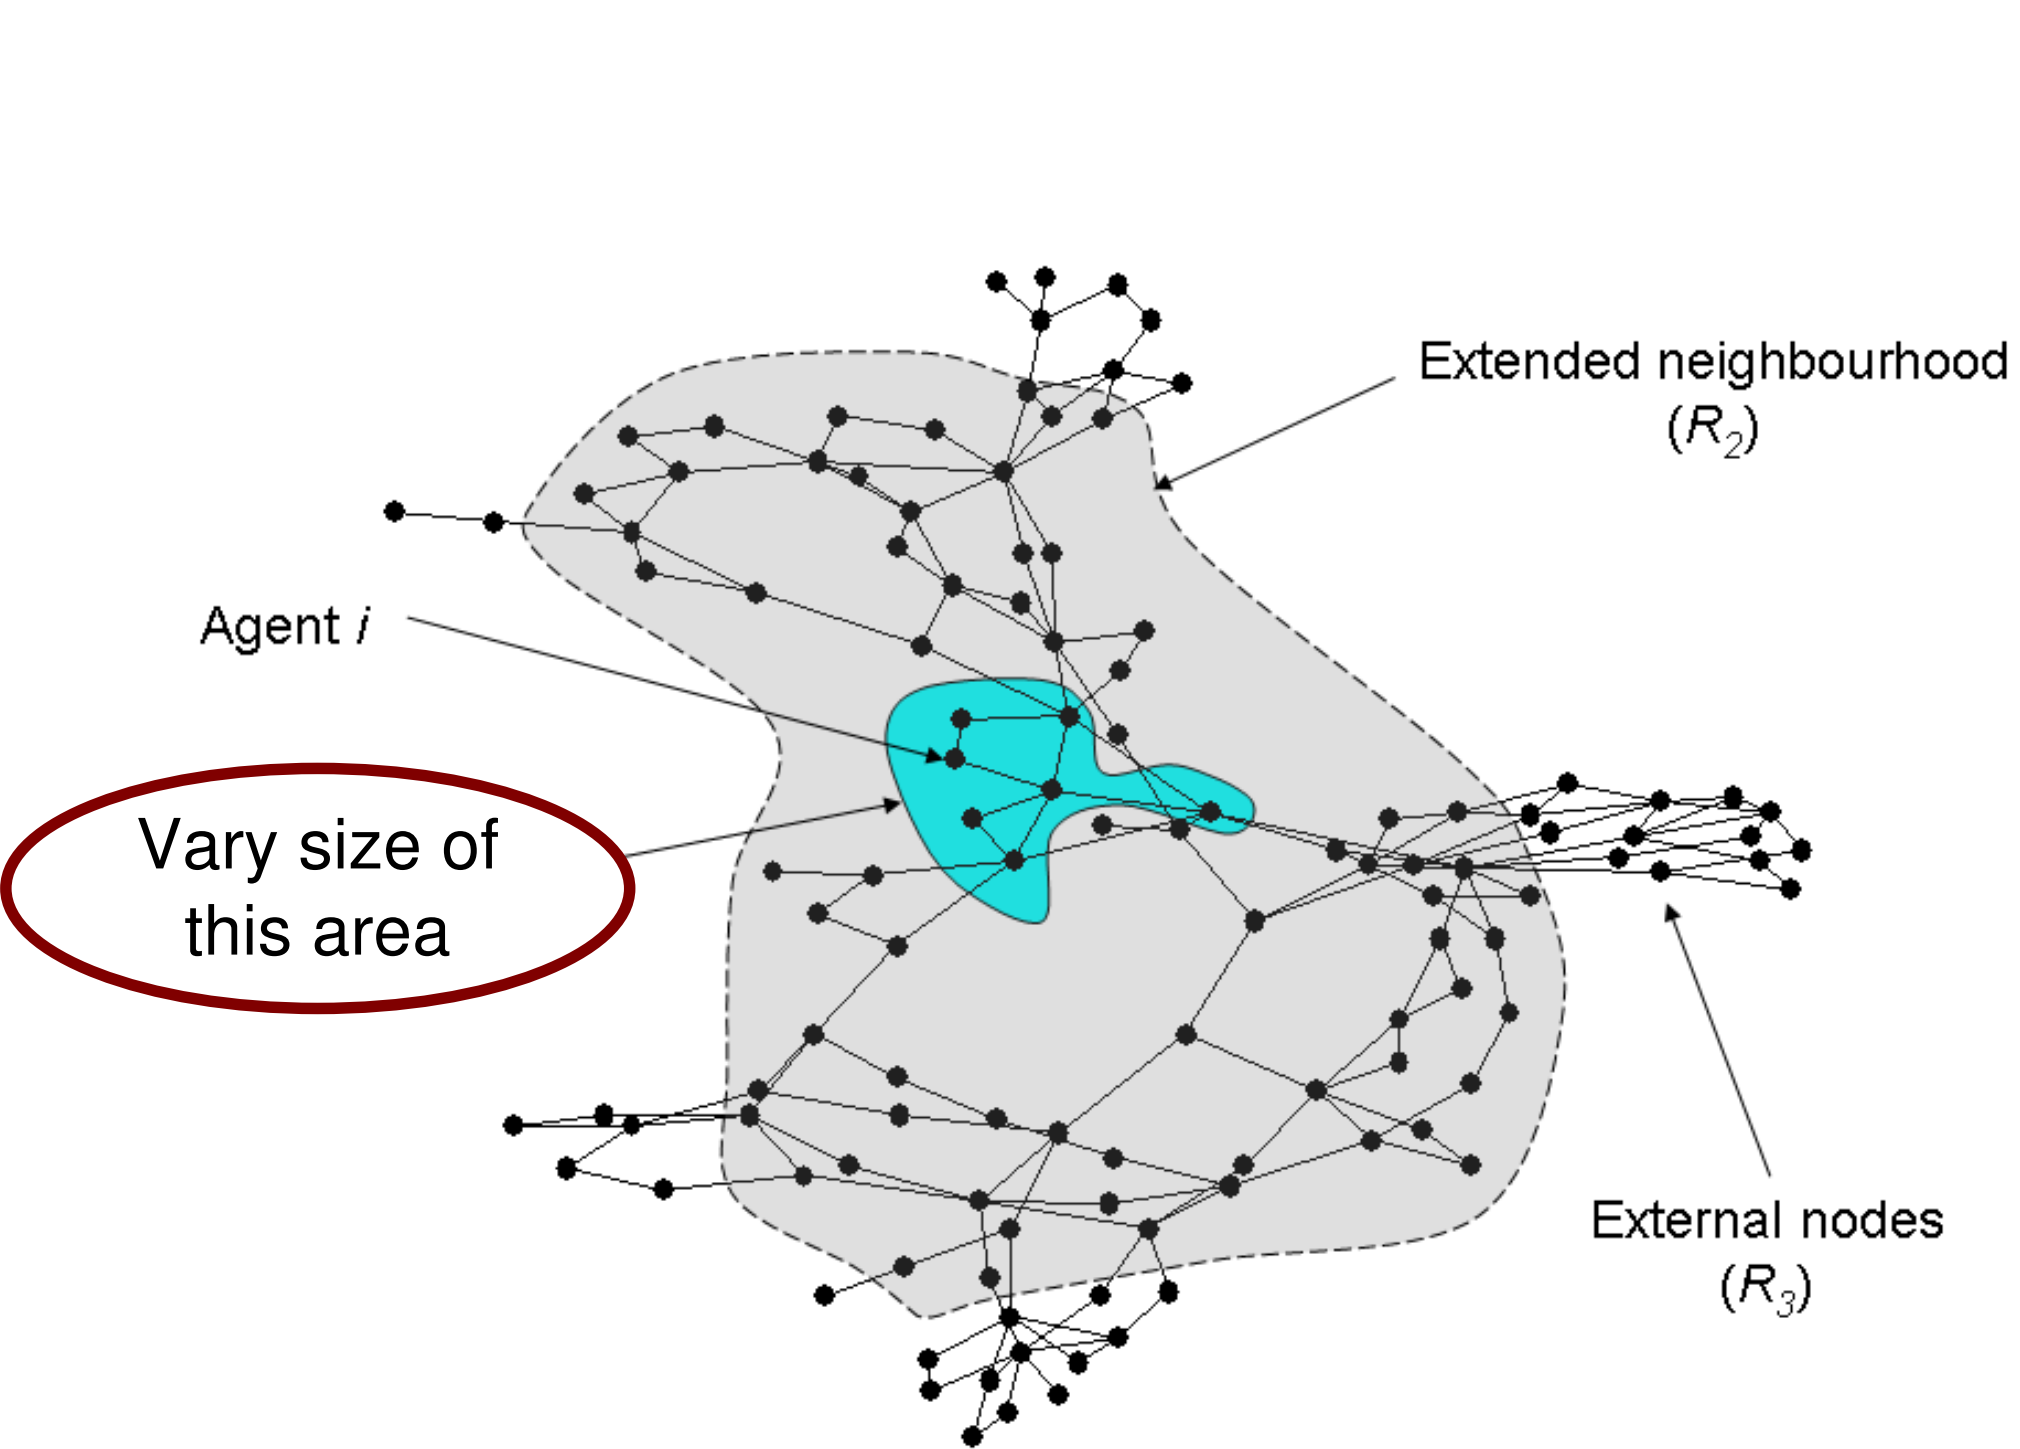 Extended neighbourhood
(R2)
Agent i
Vary size of
this area
External nodes
(R3)